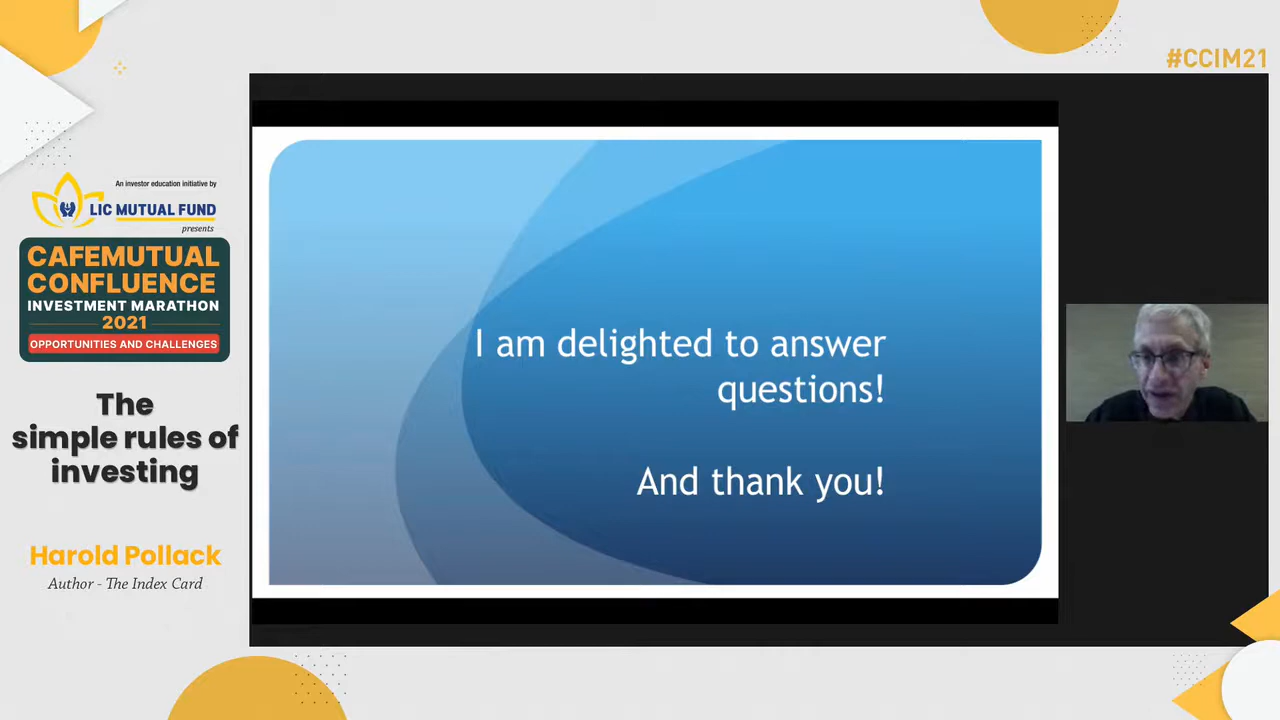 #CCIM21
An investor education initiative by
LIC MUTUAL FUND
presents
CAFEMUTUAL
CONFLUENCE
INVESTMENT MARATHON
2021
OPPORTUNITIES AND CHALLENGES
The
simple rules of
investing
Harold Pollack
Author - The Index Card
I am delighted to answer
questions!
And thank you!